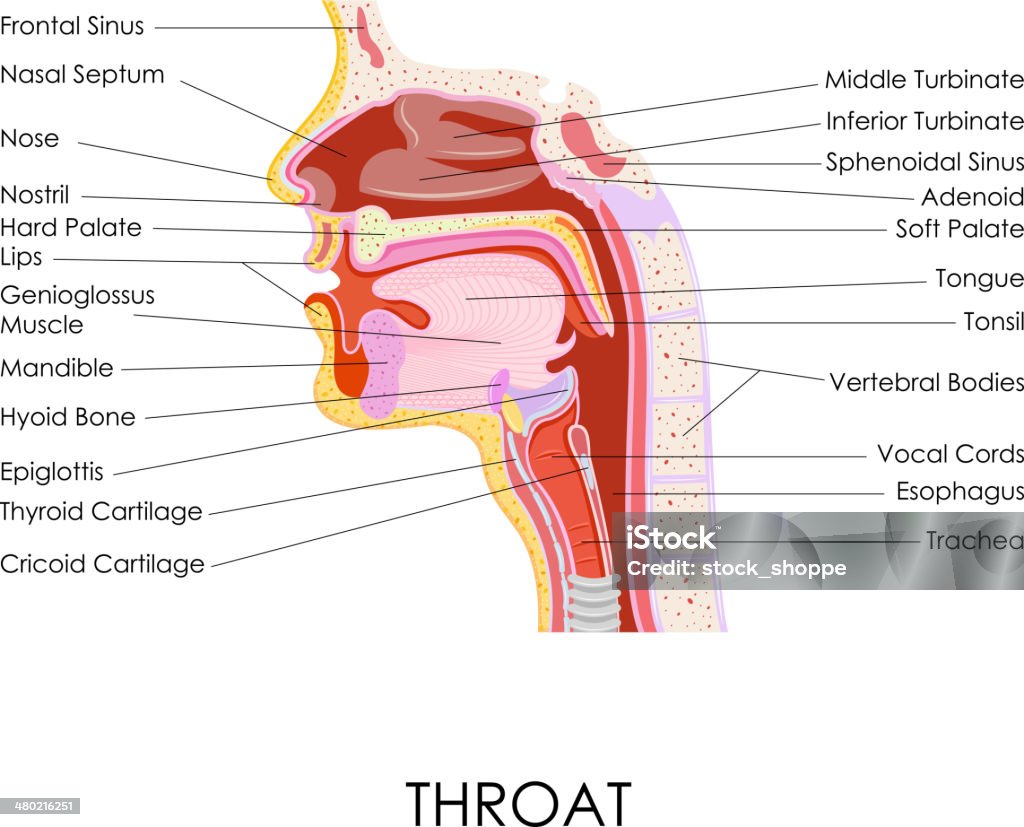 Frontal Sinus
Nasal Septum
Nose
Nostril
Hard Palate
Lips
Genioglossus
Muscle
Mandible
Hyoid Bone
Epiglottis
Thyroid Cartilage
Cricoid Cartilage
Middle Turbinate
Inferior Turbinate
Sphenoidal Sinus
Adenoid
Soft Palate
Tongue
Tonsil
Vertebral Bodies
Vocal Cords
Esophagus
Trachea
iStock™
Credit: stock_shoppe
480216251
THROAT